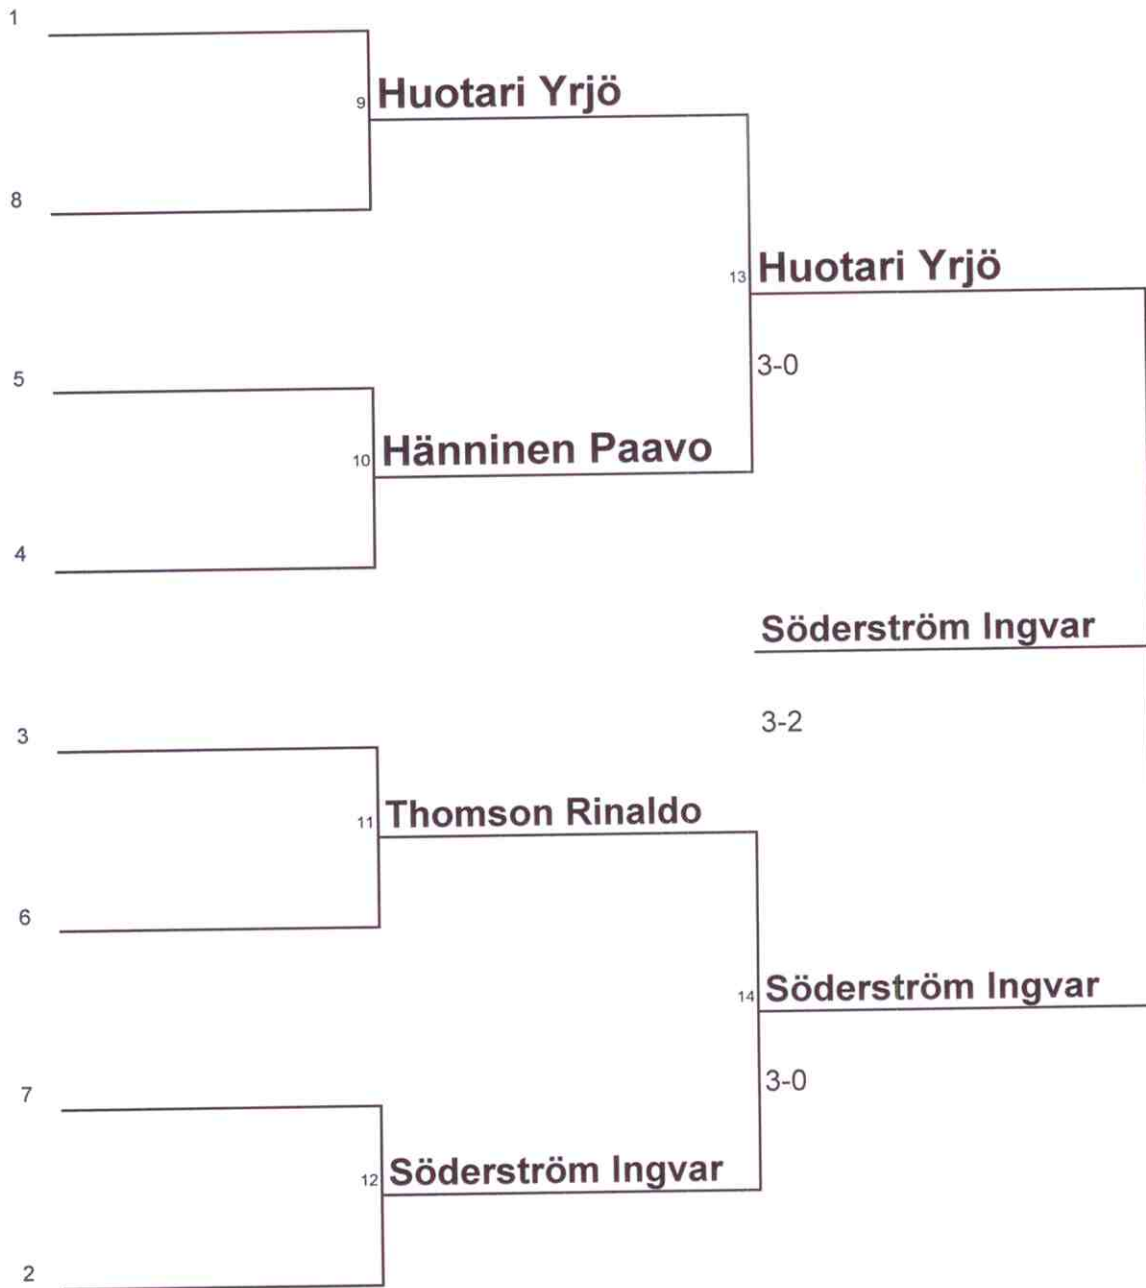 1
9 Huotari Yrjö
8
13 Huotari Yrjö
3-0
5
10 Hänninen Paavo
4
Söderström Ingvar
3-2
3
11 Thomson Rinaldo
6
14 Söderström Ingvar
3-0
7
12 Söderström Ingvar
2